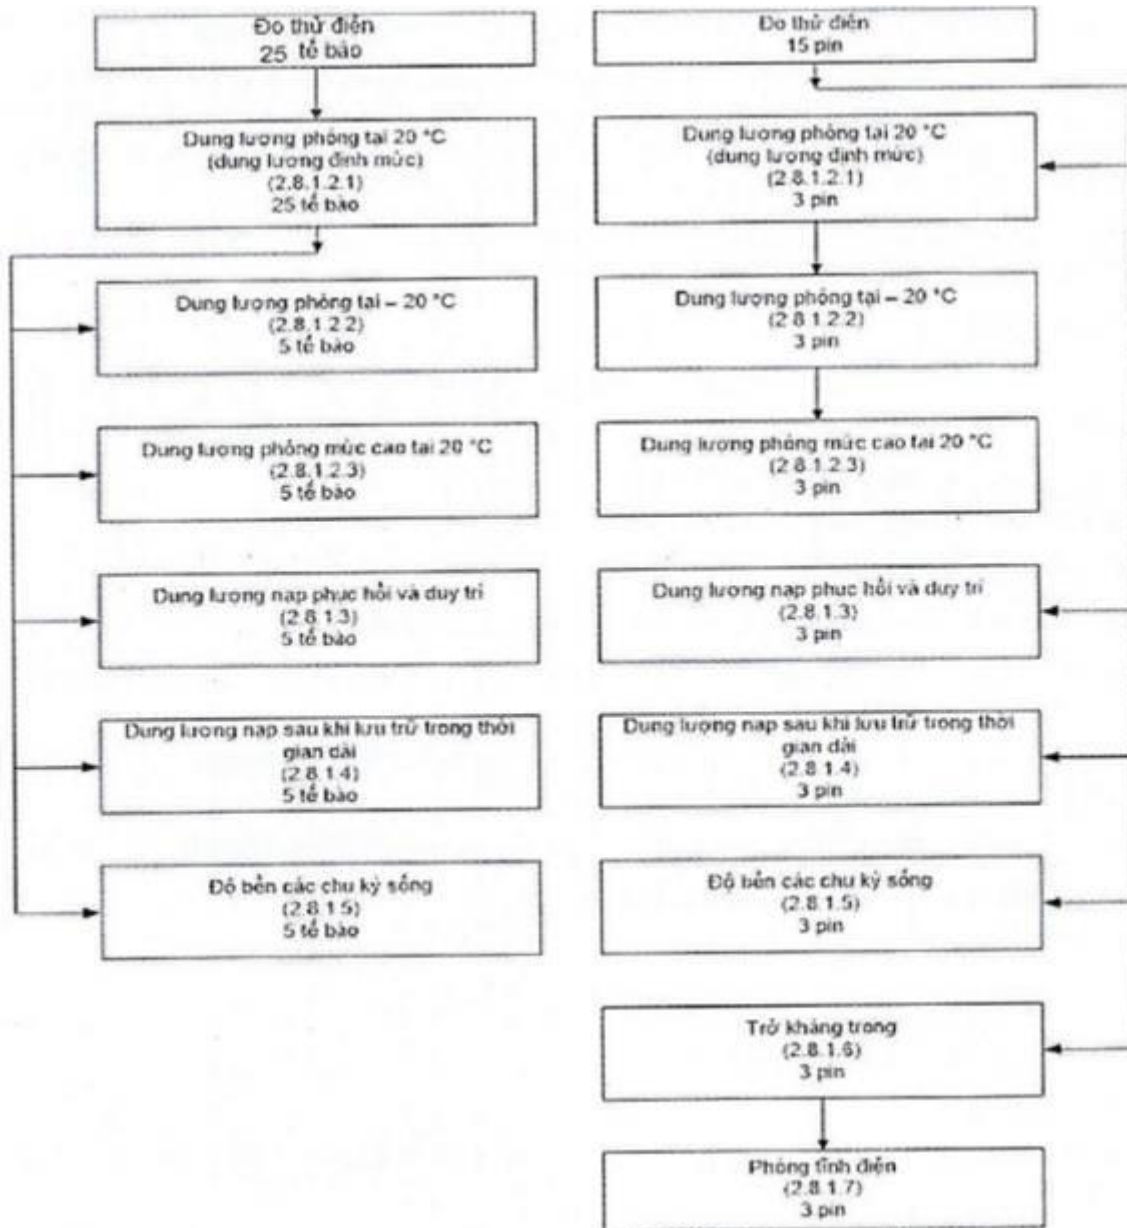 Đo thử điện
25 tế bào
Dung lượng phóng tại 20 °C
(dung lượng định mức)
(2.8.1.2.1)
25 tế bào
Dung lượng phóng tại – 20 °C
(2.8.1.2.2)
5 tế bào
Dung lượng phóng mức cao tại 20 °C
(2.8.1.2.3)
5 tế bào
Dung lượng nạp phục hồi và duy trì
(2.8.1.3)
5 tế bào
Dung lượng nạp sau khi lưu trữ trong thời
gian dài
(2.8.1.4)
5 tế bào
Độ bền các chu kỳ sống
(2.8.1.5)
5 tế bào
Đo thử điện
15 pin
Dung lượng phóng tại 20 °C
(dung lượng định mức)
(2.8.1.2.1)
3 pin
Dung lượng phóng tại – 20 °C
(2.8.1.2.2)
3 pin
Dung lượng phóng mức cao tại 20 °C
(2.8.1.2.3)
3 pin
Dung lượng nạp phục hồi và duy trì
(2.8.1.3)
3 pin
Dung lượng nạp sau khi lưu trữ trong thời
gian dài
(2.8.1.4)
3 pin
Độ bền các chu kỳ sống
(2.8.1.5)
3 pin
Trở kháng trong
(2.8.1.6)
3 pin
Phóng tĩnh điện
(2.8.1.7)
3 pin